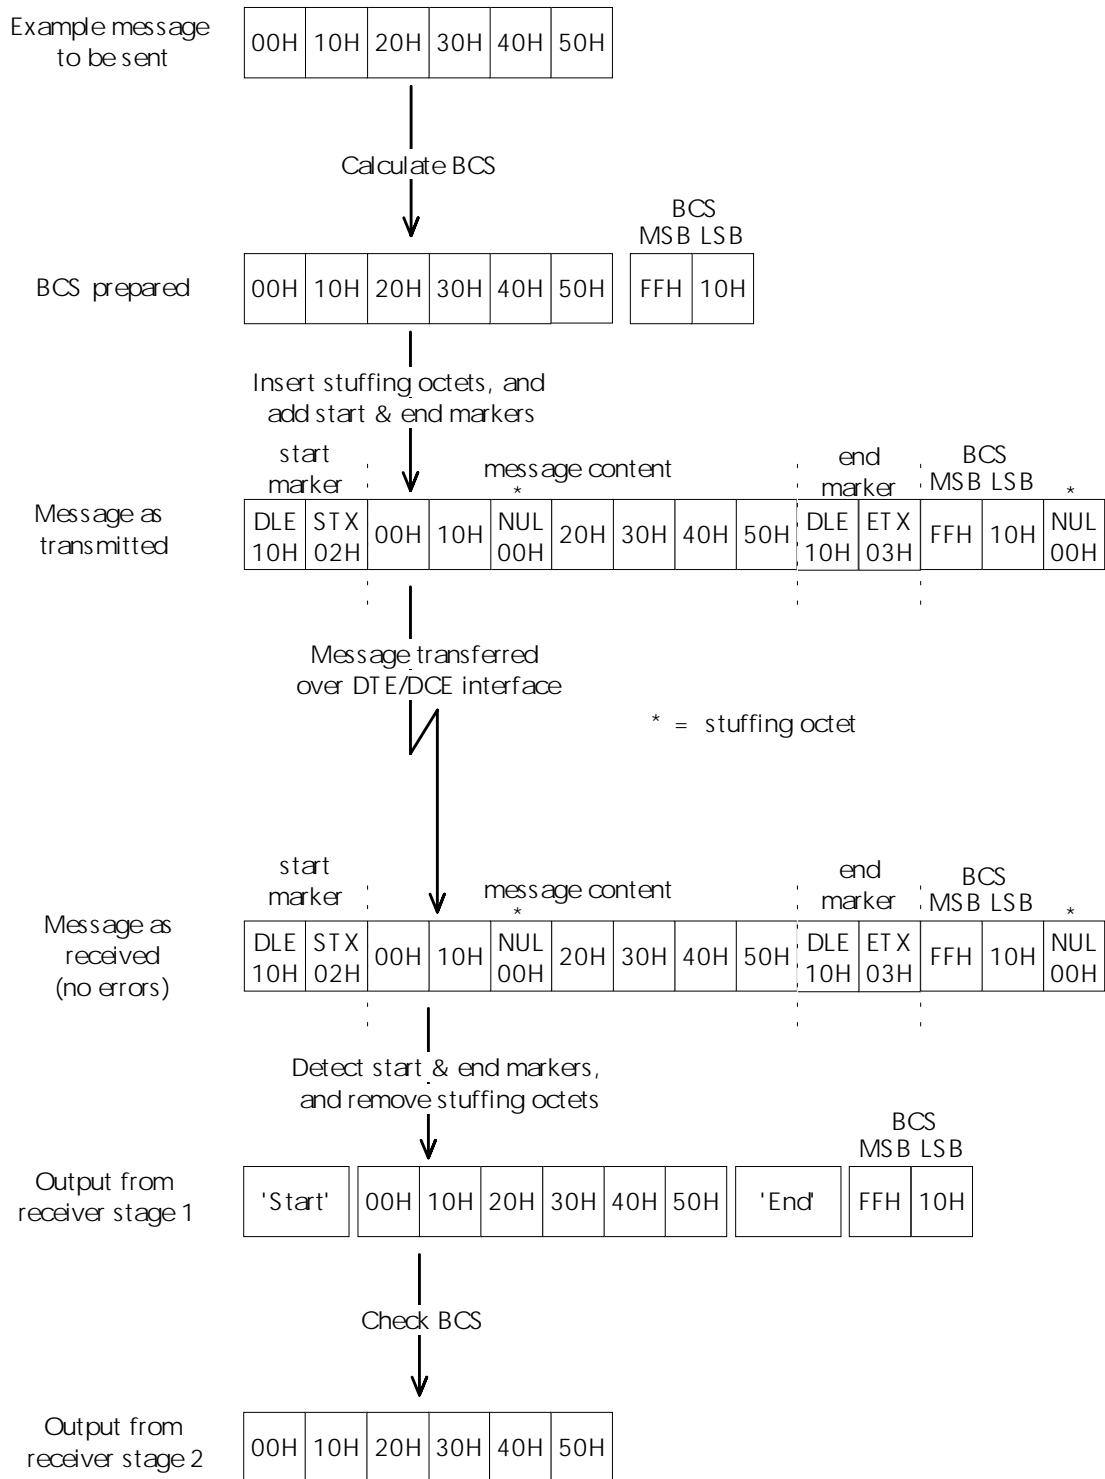 Example message
to be sent
00H 10H 20H 30H 40H 50H
Calculate BCS
BCS
MSB LSB
BCS prepared
00H 10H 20H 30H 40H 50H FFH 10H
Insert stuffing octets, and
add start & end markers
start
marker
message content
*
end
marker
BCS
MSB LSB
*
Message as
transmitted
DLE STX 00H 10H NUL 20H 30H 40H 50H DLE ETX FFH 10H NUL
10H 02H 00H 10H 03H 00H
Message transferred
over DTE/DCE interface
* = stuffing octet
start
marker
message content
*
end
marker
BCS
MSB LSB
*
Message as
received
(no errors)
DLE STX 00H 10H NUL 20H 30H 40H 50H DLE ETX FFH 10H NUL
10H 02H 00H 10H 03H 00H
Detect start & end markers,
and remove stuffing octets
BCS
MSB LSB
Output from
receiver stage 1
'Start' 00H 10H 20H 30H 40H 50H 'End' FFH 10H
Check BCS
Output from
receiver stage 2
00H 10H 20H 30H 40H 50H